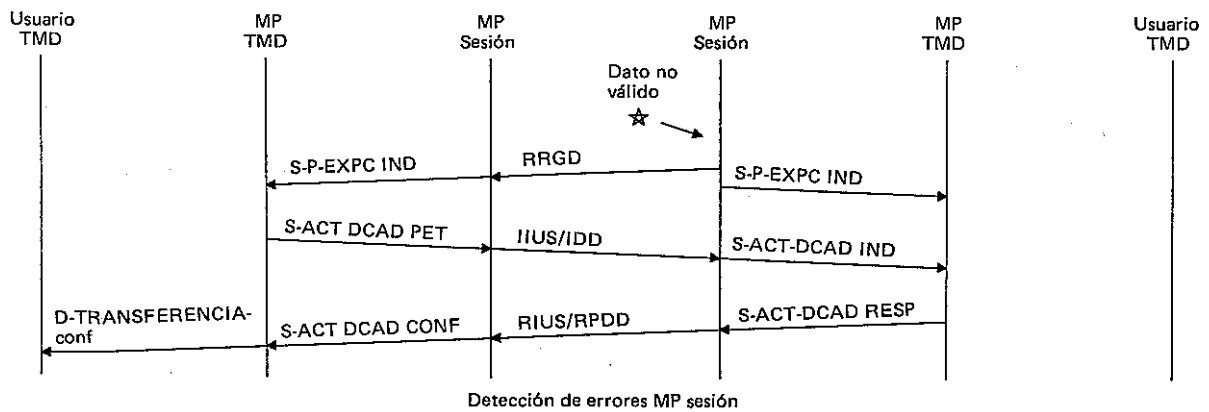 Usuario
TMD
MP
TMD
MP
Sesión
MP
Sesión
MP
TMD
Usuario
TMD
Dato no
válido
RRGD
S-P-EXPC IND
S-P-EXPC IND
S-ACT DCAD PET
IIUS/IDD
S-ACT-DCAD IND
D-TRANSFERENCIA-
conf
S-ACT DCAD CONF
RIUS/RPDD
S-ACT-DCAD RESP
Detección de errores MP sesión